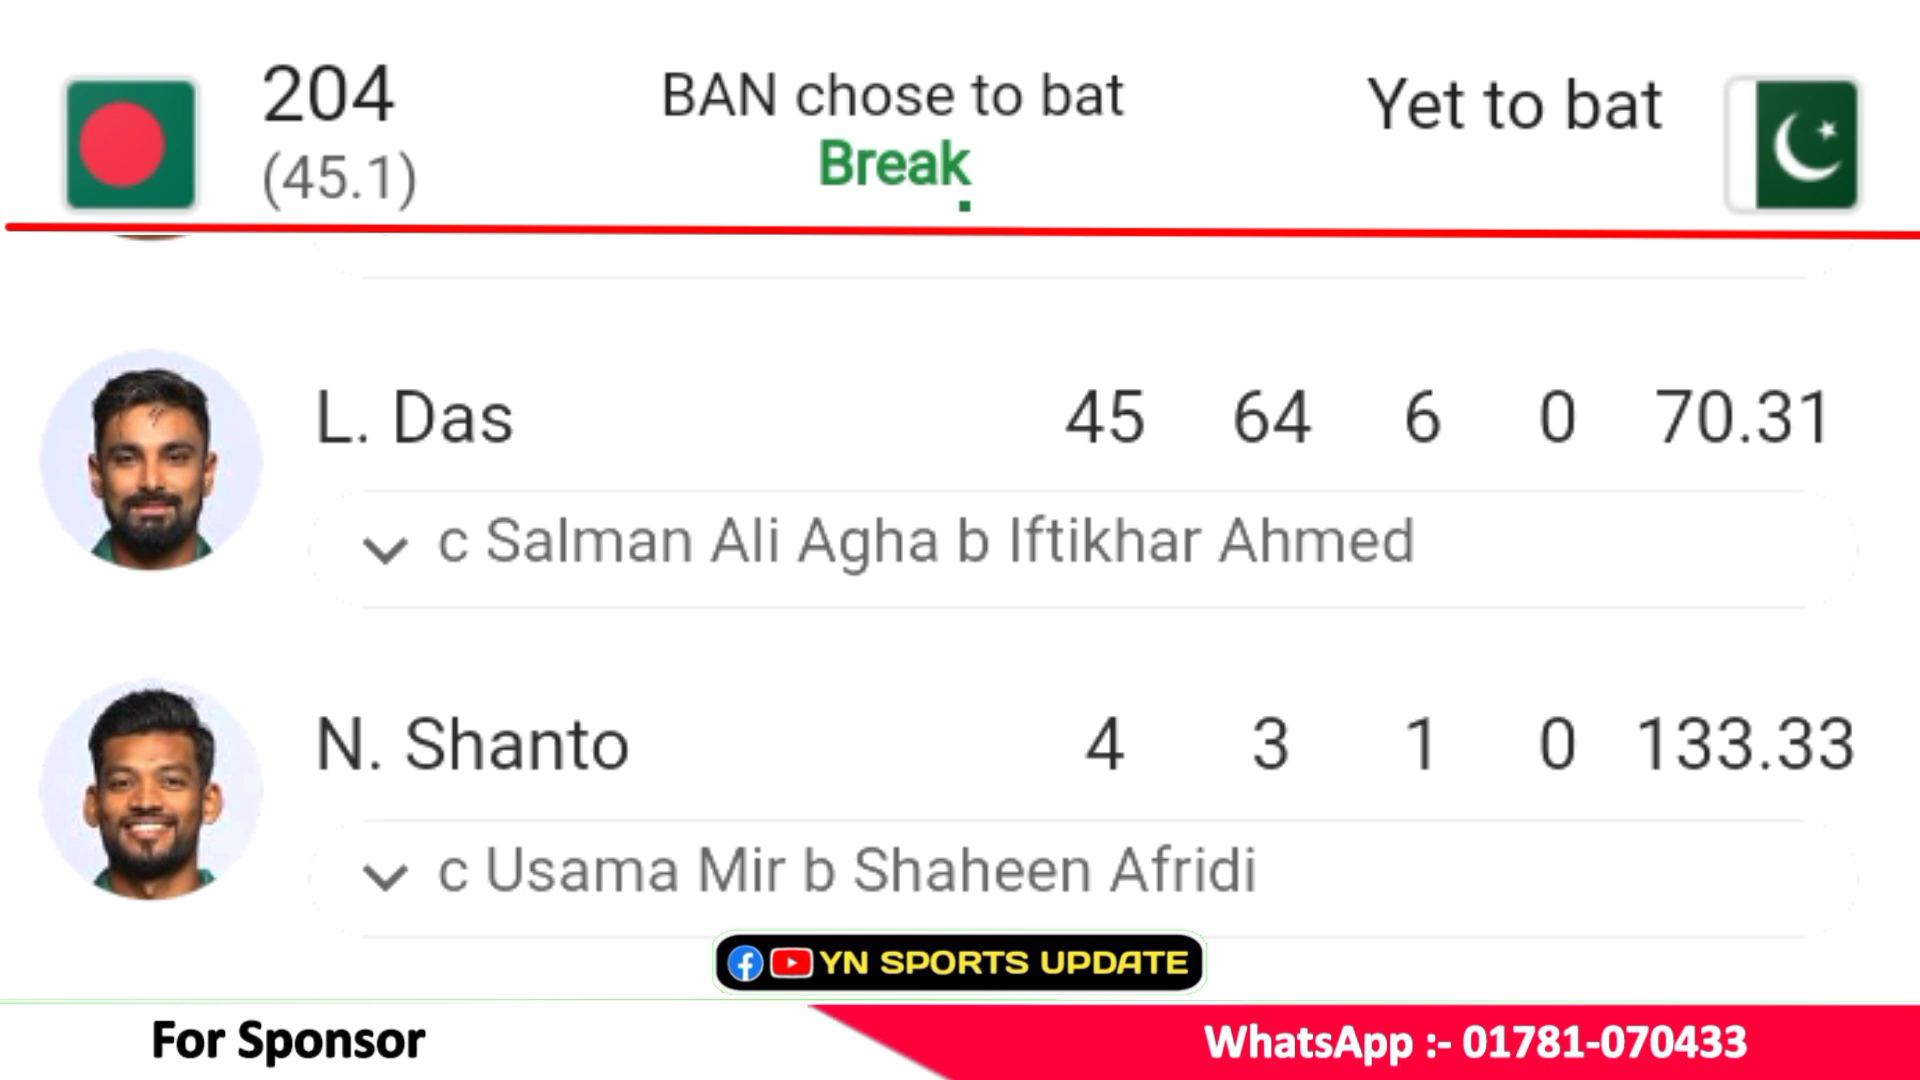 204
(45.1)
BAN chose to bat
Break
Yet to bat
L. Das 45 64 6 0 70.31
c Salman Ali Agha b Iftikhar Ahmed
N. Shanto 4 3 1 0 133.33
c Usama Mir b Shaheen Afridi
YN SPORTS UPDATE
For Sponsor
WhatsApp :- 01781-070433